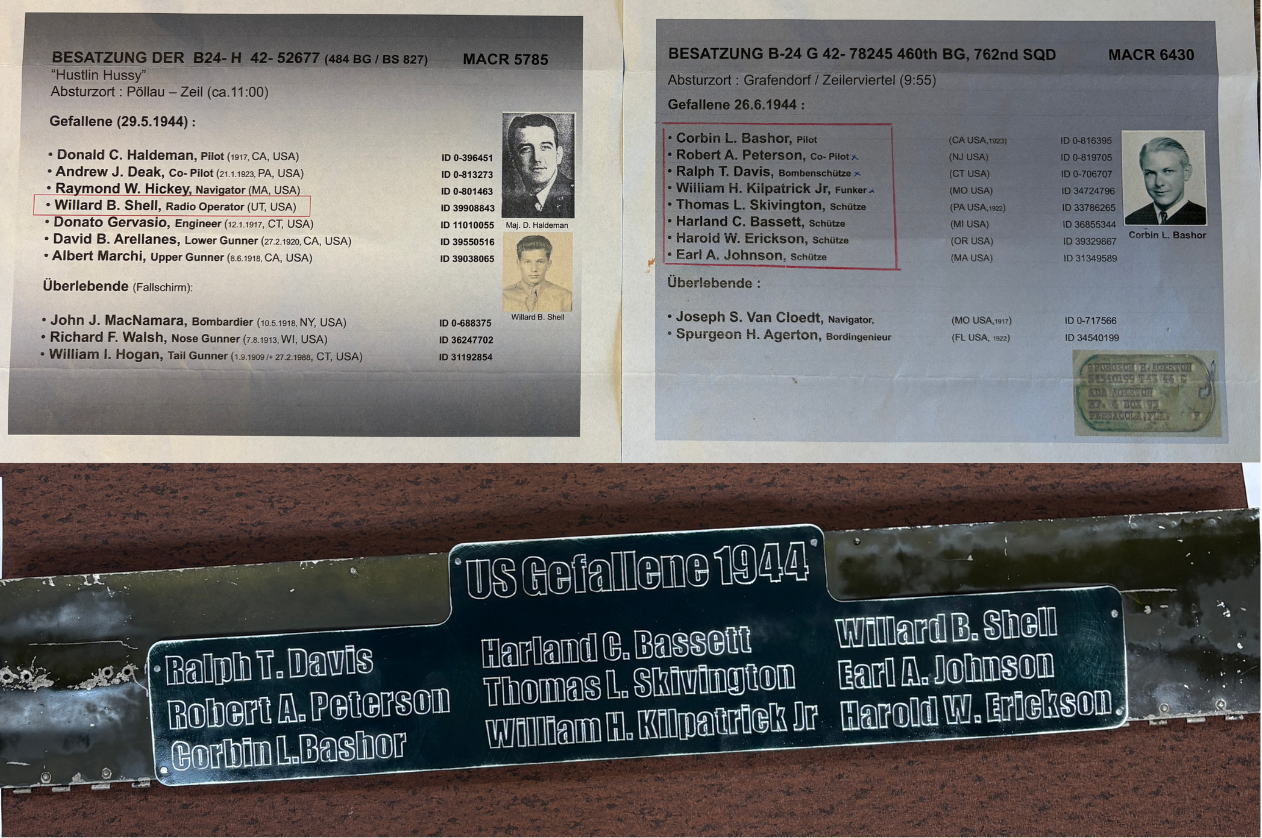 BESATZUNG DER B24- H 42- 52677 (484 BG / BS 827) MACR 5785
"Hustlin Hussy"
Absturzort : Pöllau – Zeil (ca.11:00)
Gefallene (29.5.1944) :
• Donald C. Haldeman, Pilot (1917, CA, USA) ID 0-396451
• Andrew J. Deak, Co-Pilot (21.1.1923, PA, USA) ID 0-813273
• Raymond W. Hickey, Navigator (MA, USA) ID 0-801463
• Willard B. Shell, Radio Operator (UT, USA) ID 39908843
• Donato Gervasio, Engineer (12.1.1917, CT, USA) ID 11010055
• David B. Arellanes, Lower Gunner (27.2.1920, CA, USA) ID 39550516
• Albert Marchi, Upper Gunner (8.6.1918, CA, USA) ID 39038065
Maj. D. Haldeman
Willard B. Shell
Überlebende (Fallschirm):
• John J. MacNamara, Bombardier (10.5.1918, NY, USA) ID 0-688375
• Richard F. Walsh, Nose Gunner (7.8.1913, WI, USA) ID 36247702
• William I. Hogan, Tail Gunner (1.9.1909 /+ 27.2.1988, CT, USA) ID 31192854
BESATZUNG B-24 G 42- 78245 460th BG, 762nd SQD MACR 6430
Absturzort : Grafendorf / Zeilerviertel (9:55)
Gefallene 26.6.1944 :
• Corbin L. Bashor, Pilot (CA USA,1923) ID 0-816395
• Robert A. Peterson, Co-Pilot (NJ USA) ID 0-819705
• Ralph T. Davis, Bombenschütze (CT USA) ID 0-706707
• William H. Kilpatrick Jr, Funker (MO USA) ID 34724796
• Thomas L. Skivington, Schütze (PA USA,1922) ID 33786265
• Harland C. Bassett, Schütze (MI USA) ID 36855344
• Harold W. Erickson, Schütze (OR USA) ID 39329867
• Earl A. Johnson, Schütze (MA USA) ID 31349589
Corbin L. Bashor
Überlebende :
• Joseph S. Van Cloedt, Navigator, (MO USA,1917) ID 0-717566
• Spurgeon H. Agerton, Bordingenieur (FL USA, 1922) ID 34540199
SPURGEON H. AGERTON
34540199 T43 44
RT. 4 BOX 
PENSACOLA, FLA.
US Gefallene 1944
Ralph T. Davis
Robert A. Peterson
Corbin L.Bashor
Harland C. Bassett
Thomas L. Skivington
William H. Kilpatrick Jr
Willard B. Shell
Earl A. Johnson
Harold W. Erickson